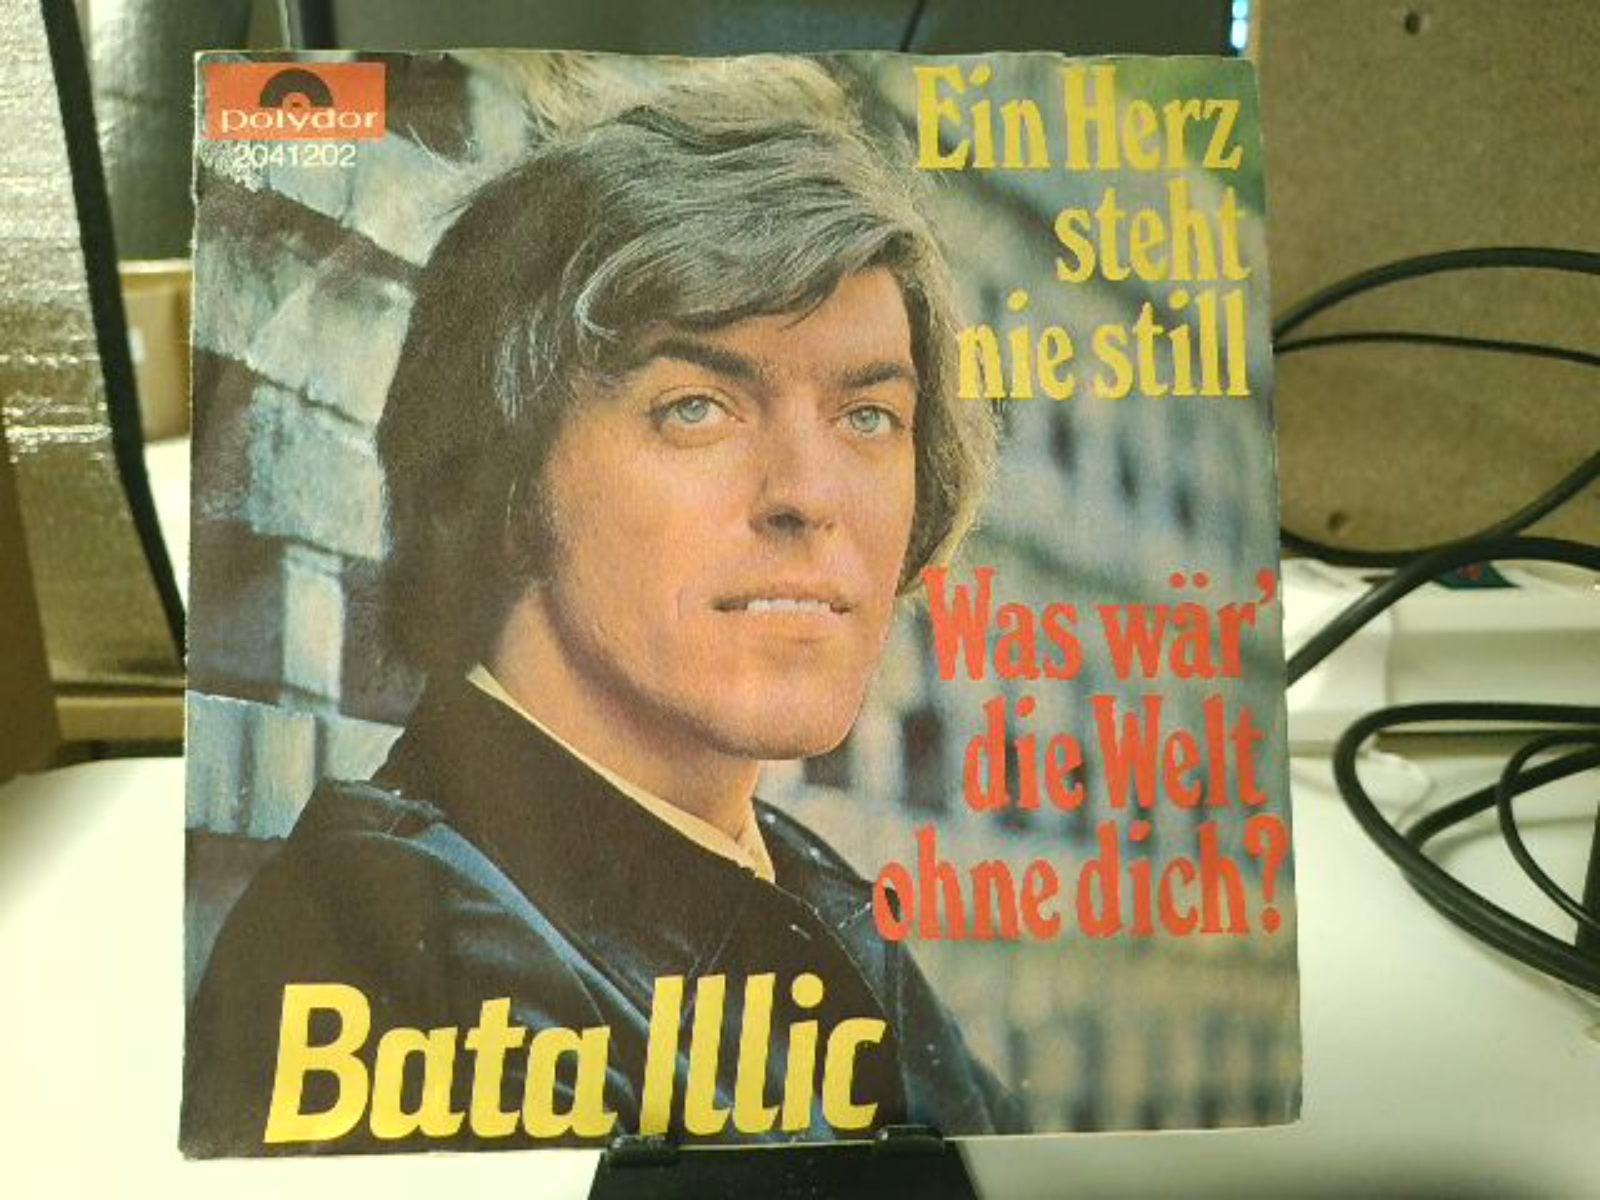 polydor
2041202
Ein Herz
steht
nie still
Was wär'
die Welt
ohne dich?
Bata Illic